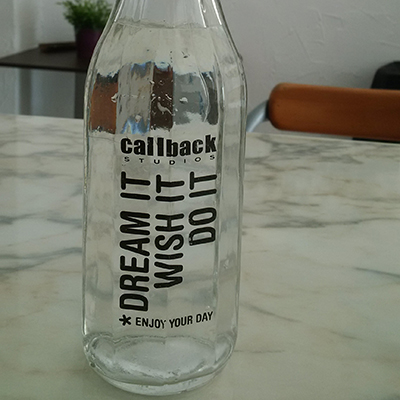 callback
STUDIOS
DREAM IT
WISH IT
DO IT
* ENJOY YOUR DAY